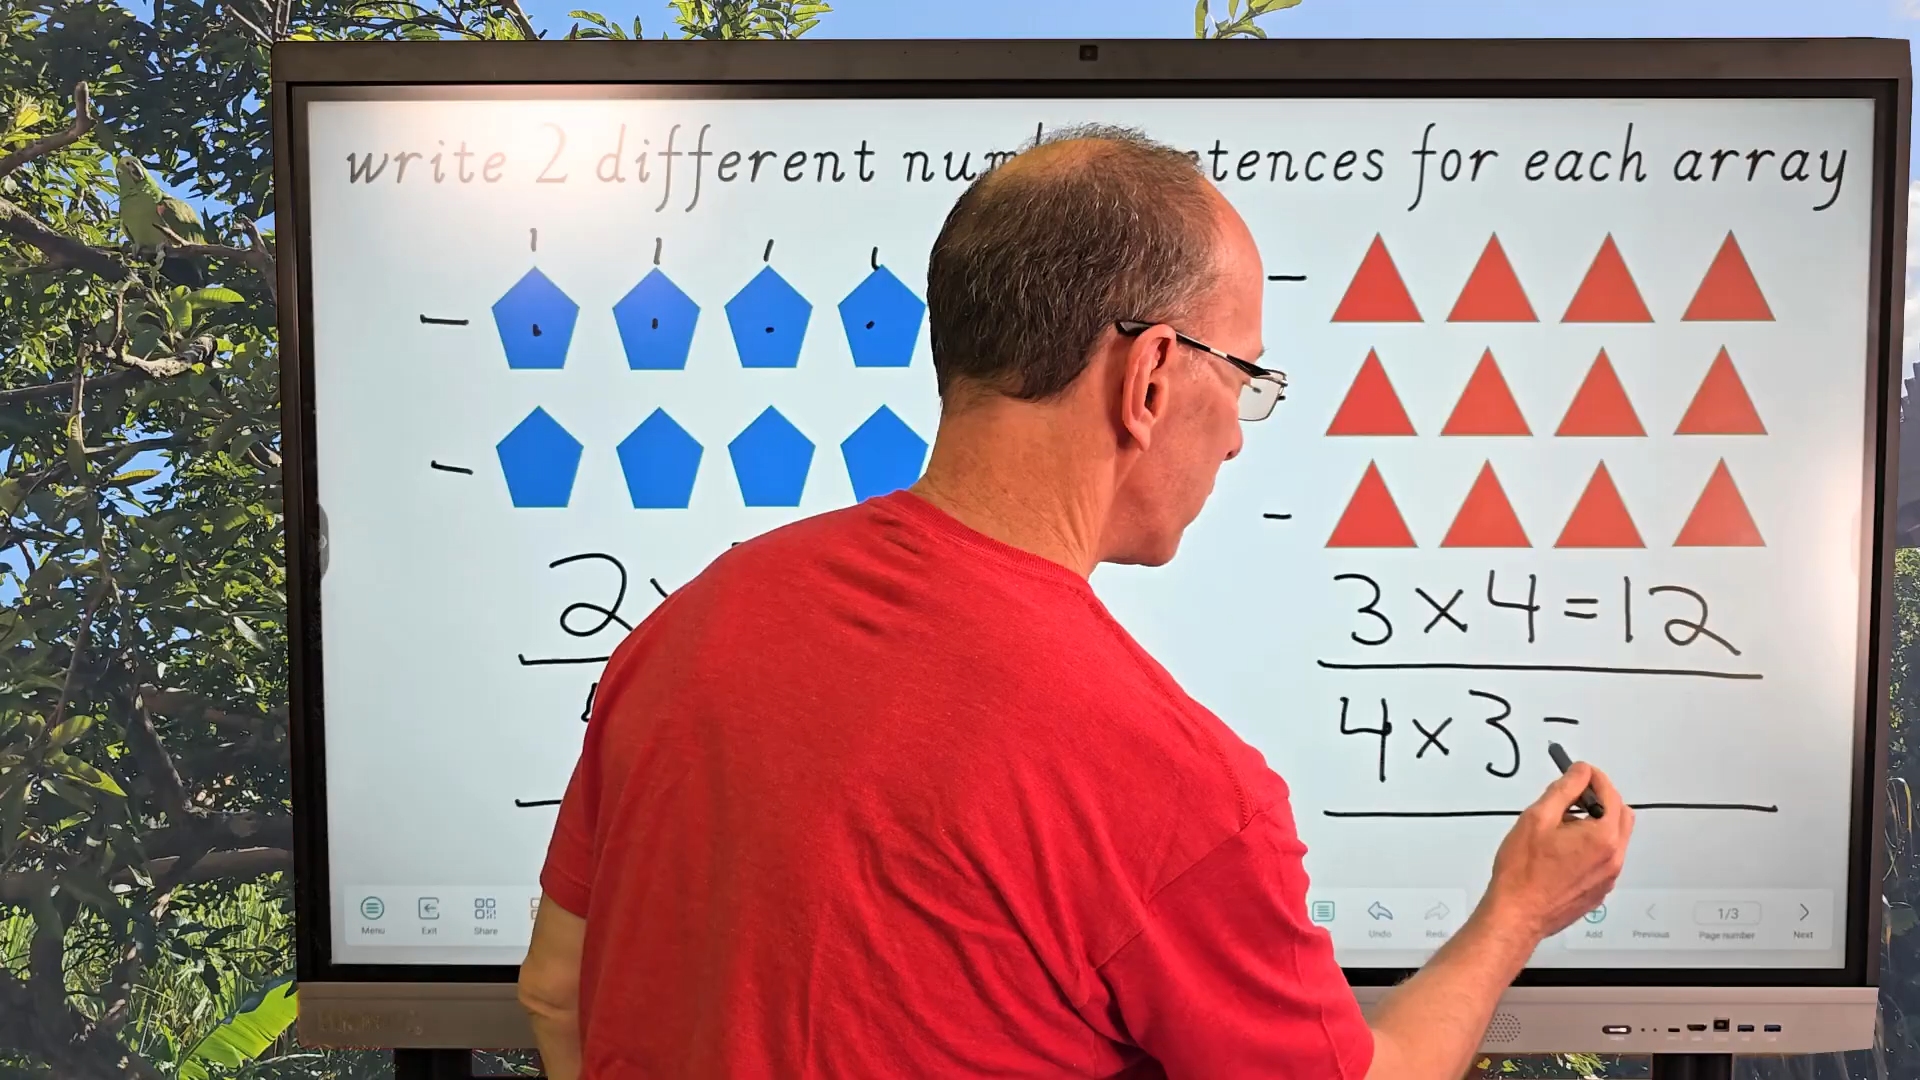 write 2 different num tences for each array
2
3 x 4 = 12
4 x 3 =
Menu Exit Share Undo Redo Add Previous 1/3 Page number Next